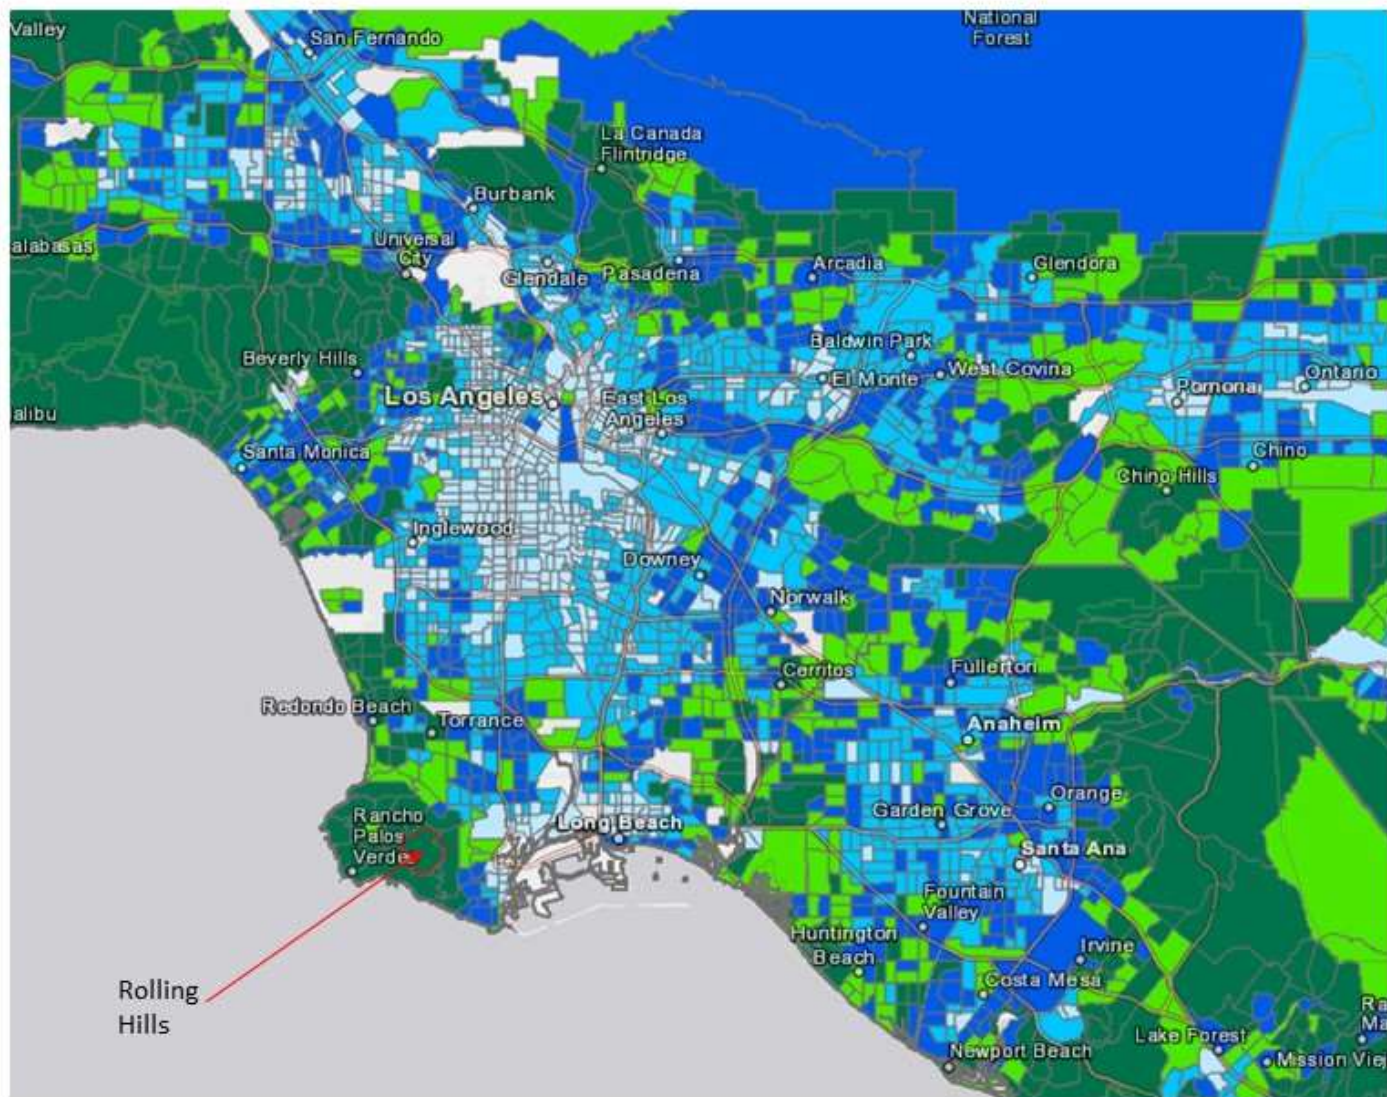 Valley
San Fernando
National
Forest
La Canada
Flintridge
Burbank
alabasas
Universal
City
Glendale
Pasadena
Arcadia
Glendora
Beverly Hills
Baldwin Park
El Monte
West Covina
Pomona
Ontario
Los Angeles
East Los
Angeles
alibu
Santa Monica
Chino
Chino Hills
Inglewood
Downey
Norwalk
Cerritos
Fullerton
Redondo Beach
Torrance
Anaheim
Rancho
Palos
Verde
Long Beach
Garden Grove
Orange
Santa Ana
Fountain
Valley
Huntington
Beach
Irvine
Costa Mesa
Rolling
Hills
Newport Beach
Lake Forest
Ra
Ma
Mission Viej